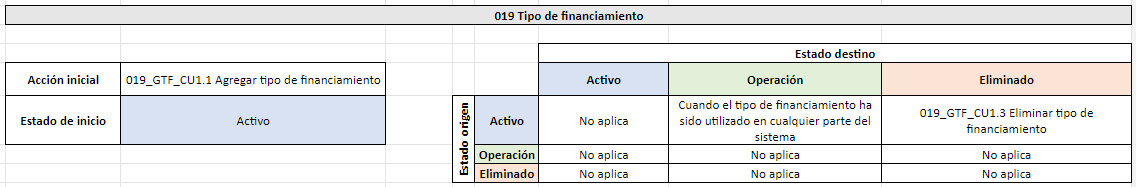 019 Tipo de financiamiento
Estado destino
Acción inicial
019_GTF_CU1.1 Agregar tipo de financiamiento
Activo
Operación
Eliminado
Estado de inicio
Activo
Estado origen
Activo
No aplica
Cuando el tipo de financiamiento ha
sido utilizado en cualquier parte del
sistema
019_GTF_CU1.3 Eliminar tipo de
financiamiento
Operación
No aplica
No aplica
No aplica
Eliminado
No aplica
No aplica
No aplica